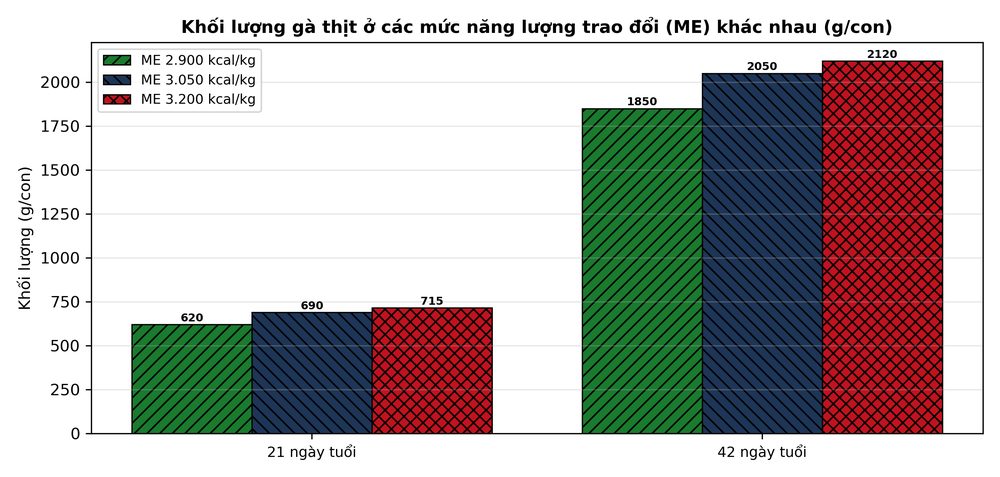 Khối lượng gà thịt ở các mức năng lượng trao đổi (ME) khác nhau (g/con)
ME 2.900 kcal/kg
ME 3.050 kcal/kg
ME 3.200 kcal/kg
Khối lượng (g/con)
2000
1750
1500
1250
1000
750
500
250
0
620
690
715
1850
2050
2120
21 ngày tuổi
42 ngày tuổi